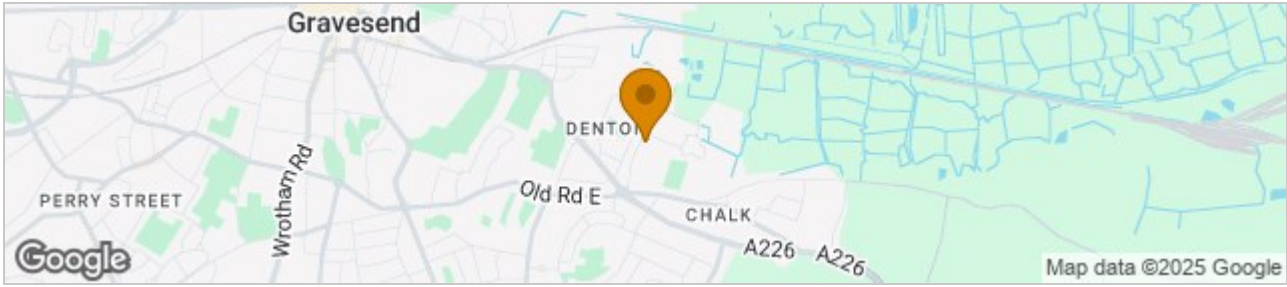 Gravesend
DENTON
PERRY STREET
Wrotham Rd
Old Rd E
CHALK
A226
A226
Google
Map data ©2025 Google